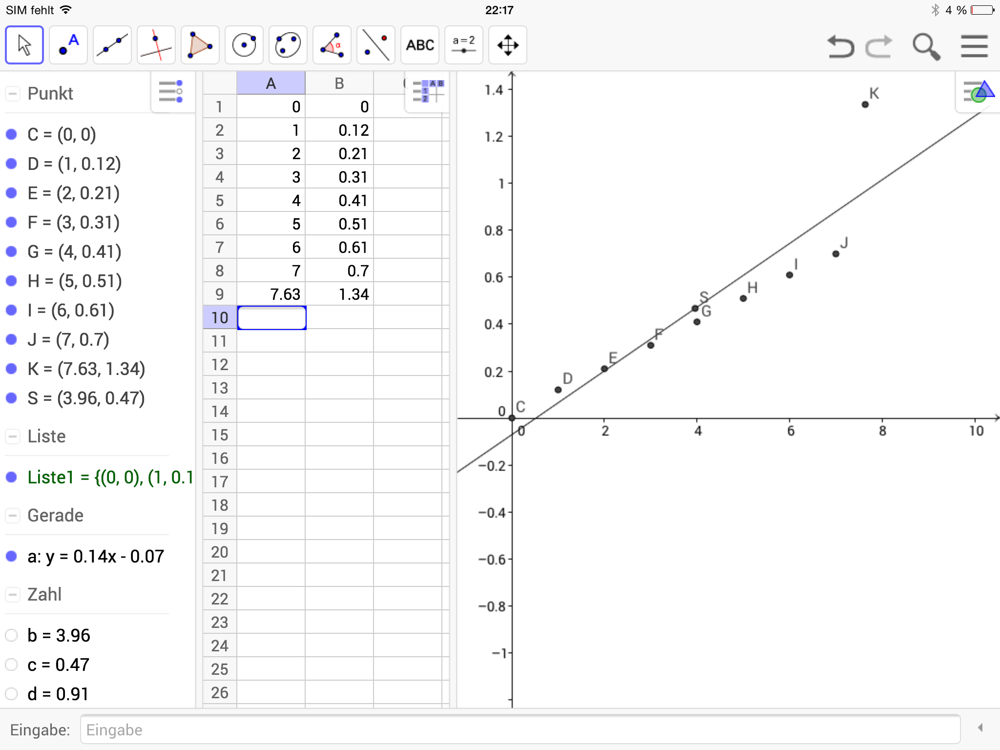 SIM fehlt 22:17 4 %
A α ABC a=2
Punkt
C = (0, 0)
D = (1, 0.12)
E = (2, 0.21)
F = (3, 0.31)
G = (4, 0.41)
H = (5, 0.51)
I = (6, 0.61)
J = (7, 0.7)
K = (7.63, 1.34)
S = (3.96, 0.47)
Liste
Liste1 = {(0, 0), (1, 0.1
Gerade
a: y = 0.14x - 0.07
Zahl
b = 3.96
c = 0.47
d = 0.91
A B
A B
1
2
1 0 0
2 1 0.12
3 2 0.21
4 3 0.31
5 4 0.41
6 5 0.51
7 6 0.61
8 7 0.7
9 7.63 1.34
10
11
12
13
14
15
16
17
18
19
20
21
22
23
24
25
26
1.4
1.2
1
0.8
0.6
0.4
0.2
0
−0.2
−0.4
−0.6
−0.8
−1
0 2 4 6 8 10
K
J
I
H
S
G
F
E
D
C
Eingabe: Eingabe